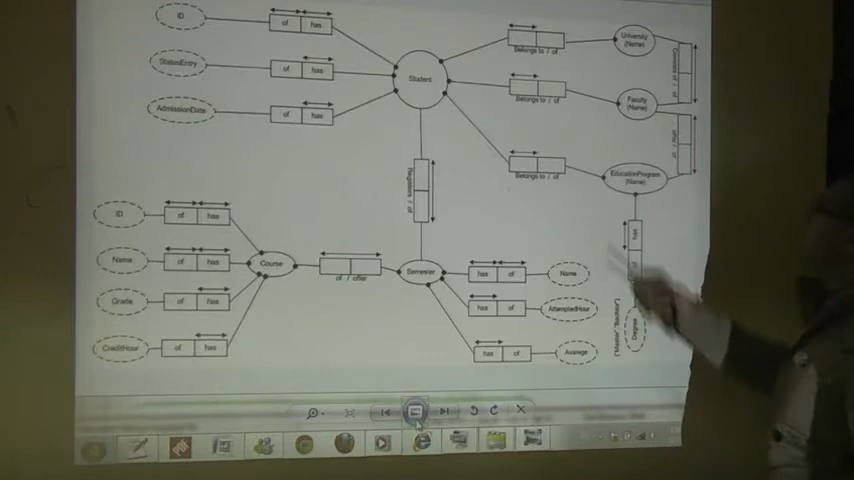 ID
of has
StatusEntry
of has
AdmissionDate
of has
Student
Belongs to / of
University
(Name)
Belongs to / of
Faculty
(Name)
Belongs to / of
EducationProgram
(Name)
has
Degree
Registers / of
ID
of has
Name
of has
Grade
of has
CreditHour
of has
Course
of / offer
Semester
has of
Name
has of
AttemptedHour
has of
Avarege